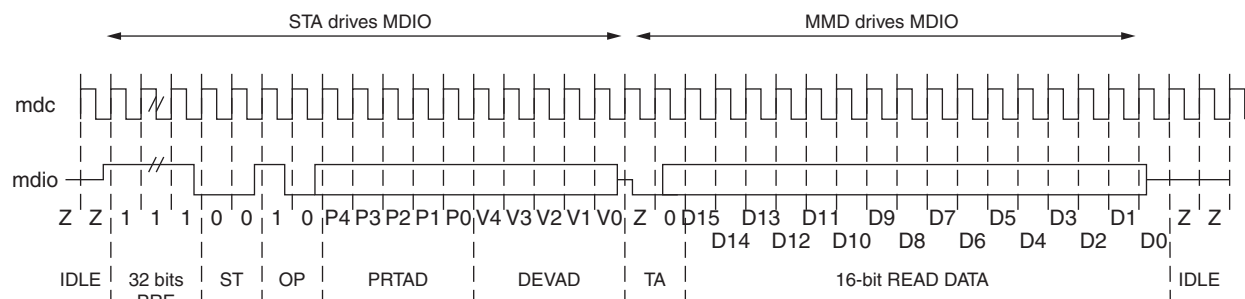 STA drives MDIO MMD drives MDIO
mdc
mdio
Z Z 1 1 1 0 0 1 0 P4 P3 P2 P1 P0 V4 V3 V2 V1 V0 Z 0 D15 D13 D11 D9 D7 D5 D3 D1 Z Z
D14 D12 D10 D8 D6 D4 D2 D0
IDLE 32 bits ST OP PRTAD DEVAD TA 16-bit READ DATA IDLE
PRE